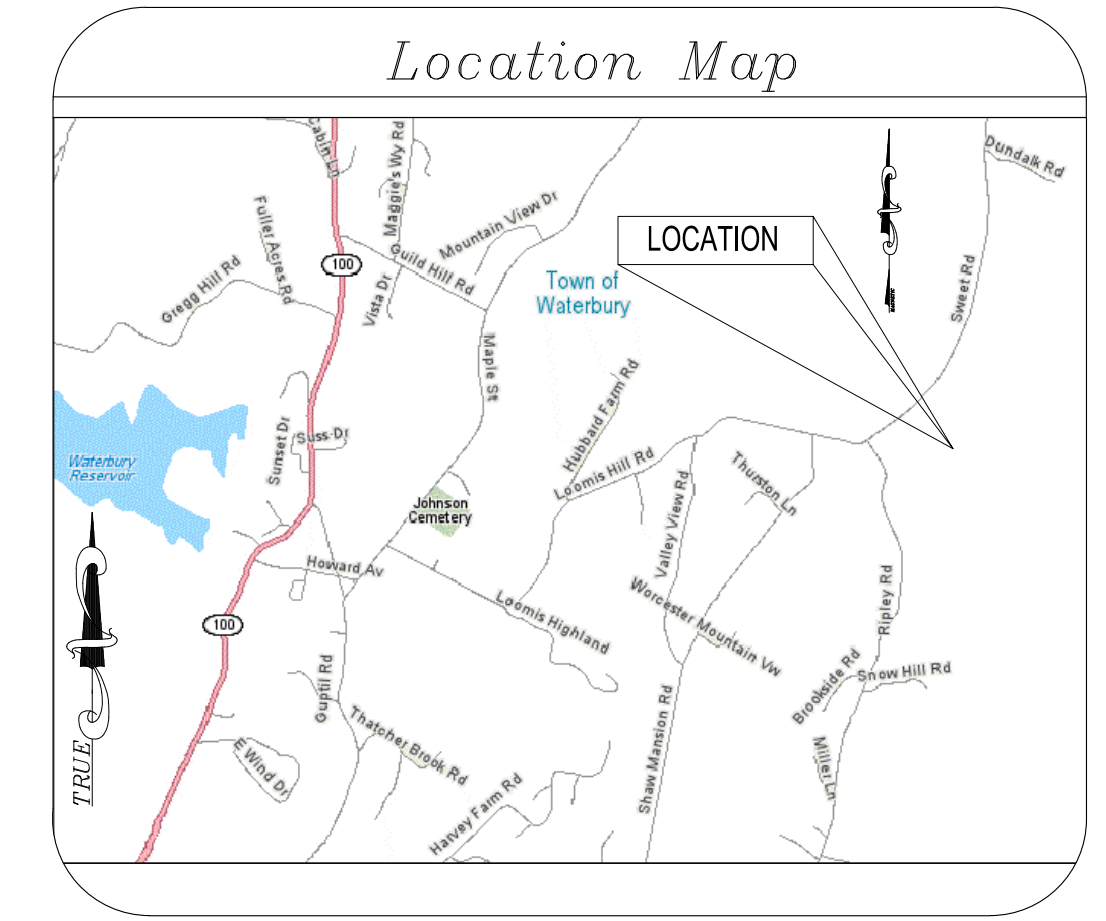 Location Map
Cabin Ln
Maggie's Wy Rd
Dundalk Rd
Fuller Acres Rd
Mountain View Dr
LOCATION
100
Guild Hill Rd
Gregg Hill Rd
Vista Dr
Town of
Waterbury
Sweet Rd
Maple St
Hubbard Farm Rd
Sunset Dr
Suss Dr
Waterbury
Reservoir
Loomis Hill Rd
Thurston Ln
Johnson
Cemetery
Valley View Rd
Howard Av
Loomis Highland
Worcester Mountain Vw
Ripley Rd
100
Guptil Rd
Brookside Rd
Snow Hill Rd
Thatcher Brook Rd
Shaw Mansion Rd
E Wind Dr
Miller Ln
TRUE
Harvey Farm Rd